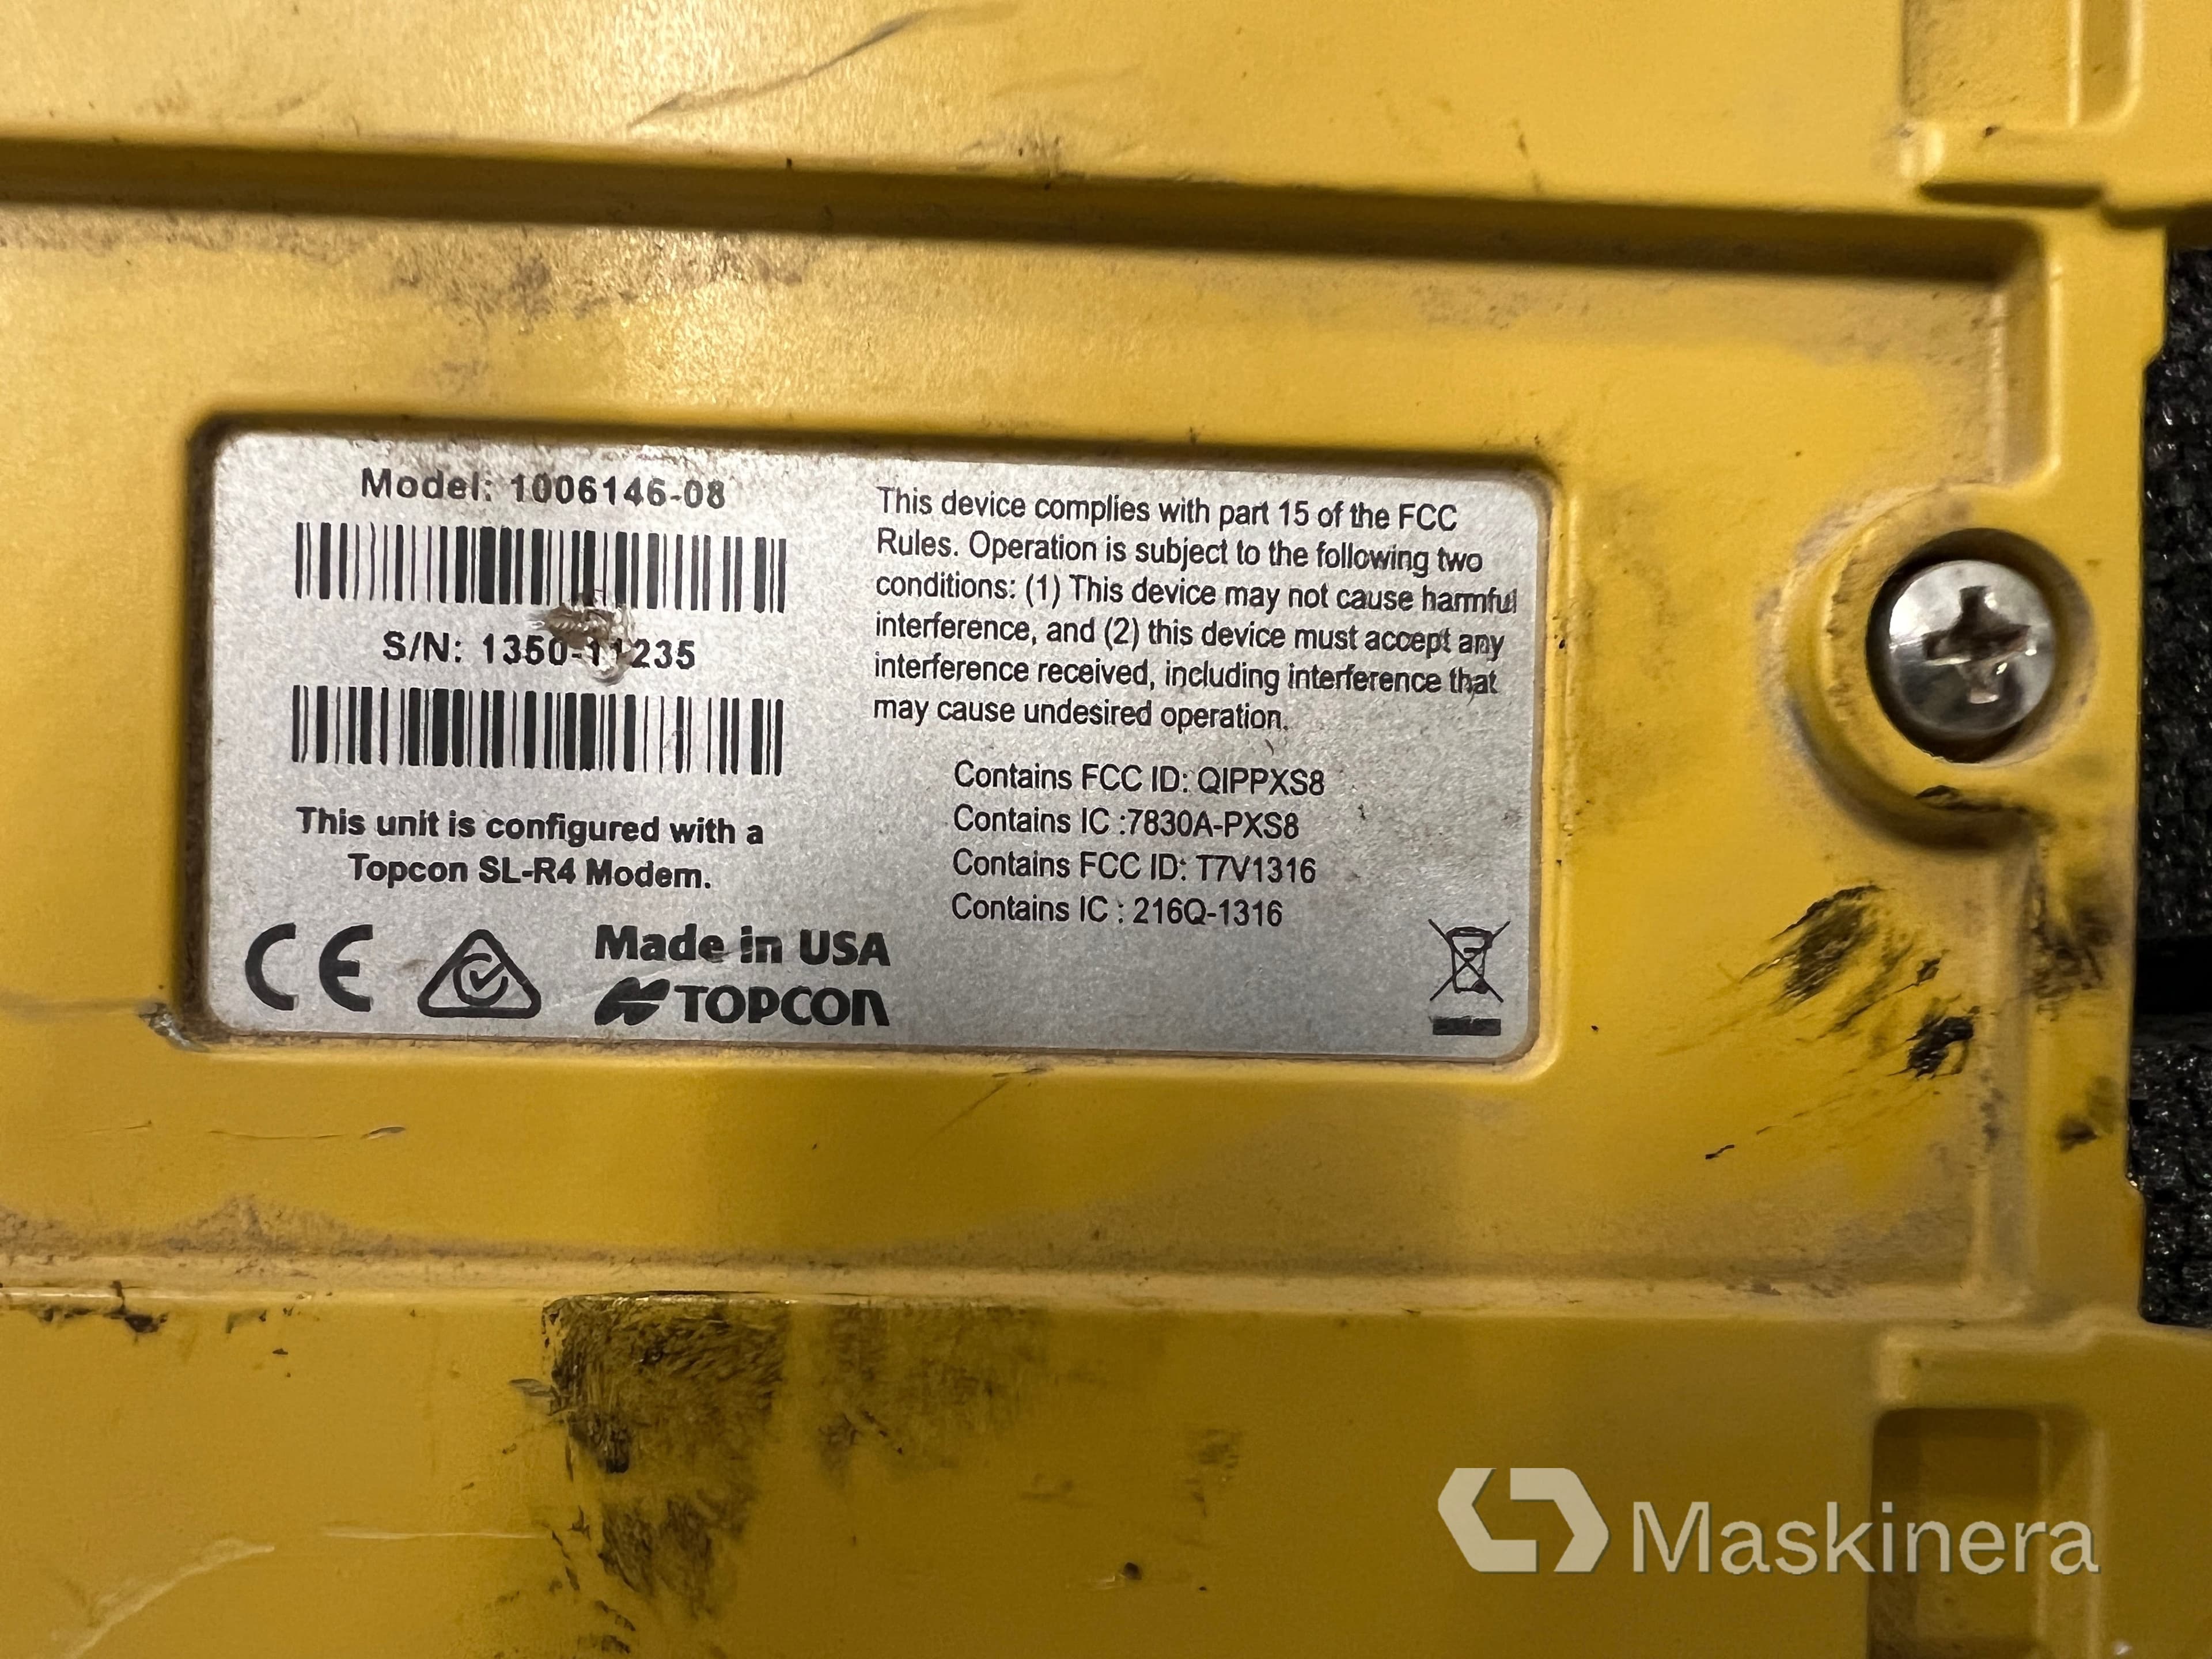 Model: 1006146-08
S/N: 1350-11235
This unit is configured with a
Topcon SL-R4 Modem.
CE
Made in USA
TOPCON
This device complies with part 15 of the FCC
Rules. Operation is subject to the following two
conditions: (1) This device may not cause harmful
interference, and (2) this device must accept any
interference received, including interference that
may cause undesired operation.
Contains FCC ID: QIPPXS8
Contains IC :7830A-PXS8
Contains FCC ID: T7V1316
Contains IC : 216Q-1316
Maskinera